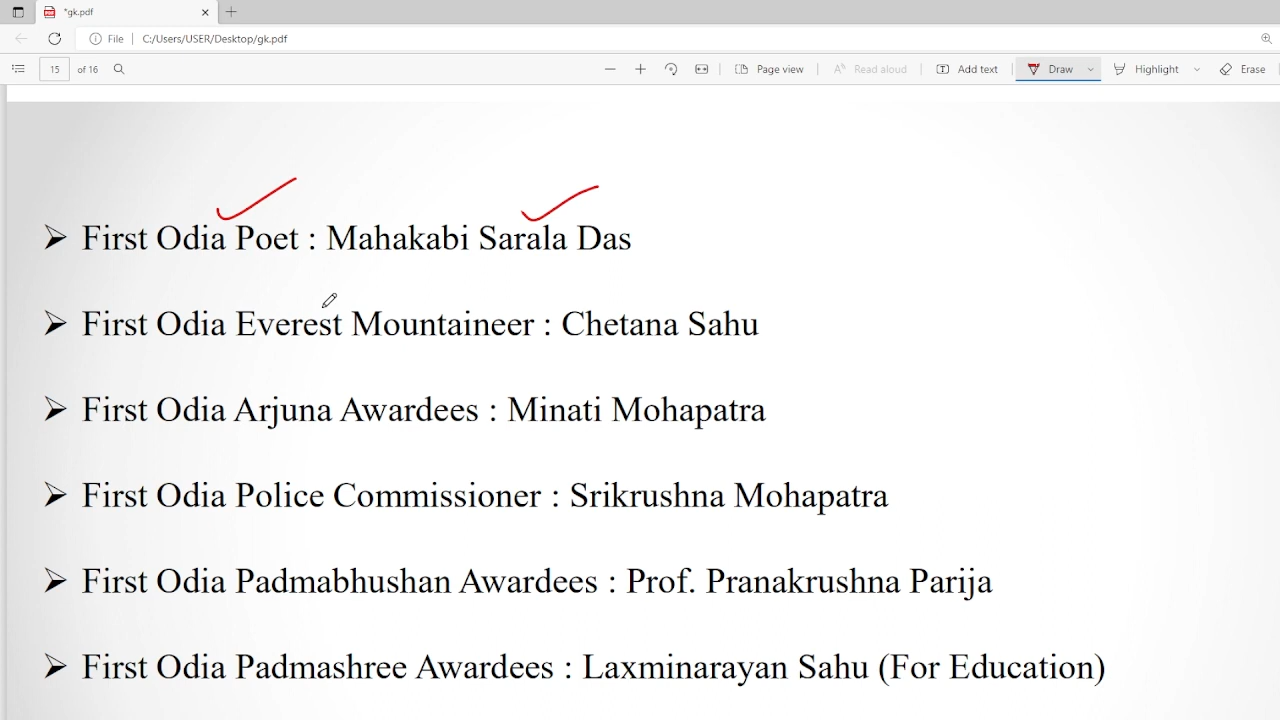 *gk.pdf
File C:/Users/USER/Desktop/gk.pdf
15 of 16 Page view Read aloud Add text Draw Highlight Erase
➢ First Odia Poet : Mahakabi Sarala Das
➢ First Odia Everest Mountaineer : Chetana Sahu
➢ First Odia Arjuna Awardees : Minati Mohapatra
➢ First Odia Police Commissioner : Srikrushna Mohapatra
➢ First Odia Padmabhushan Awardees : Prof. Pranakrushna Parija
➢ First Odia Padmashree Awardees : Laxminarayan Sahu (For Education)